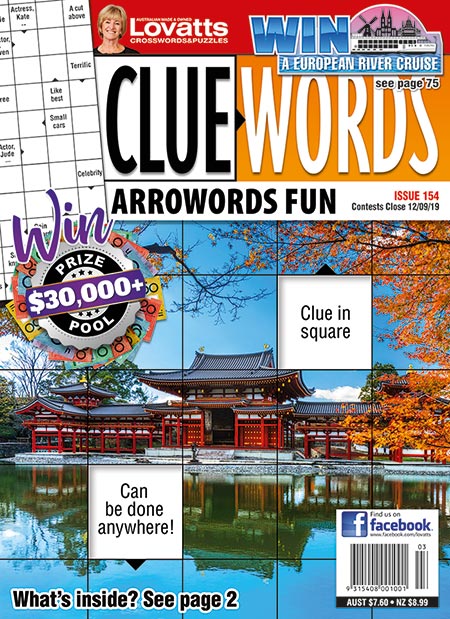 Actress,
Kate
A cut
above
Terrific
Like
best
Small
cars
Jude
Celebrity
AUSTRALIAN MADE & OWNED
Lovatts
CROSSWORDS&PUZZLES
WIN
A EUROPEAN RIVER CRUISE
see page 75
CLUEWORDS
ARROWORDS FUN
ISSUE 154
Contests Close 12/09/19
Win
PRIZE
$30,000+
POOL
Clue in
square
Can
be done
anywhere!
Find us on
facebook
www.facebook.com/lovatts
03
9 315408 001001
AUST $7.60 • NZ $8.99
What's inside? See page 2